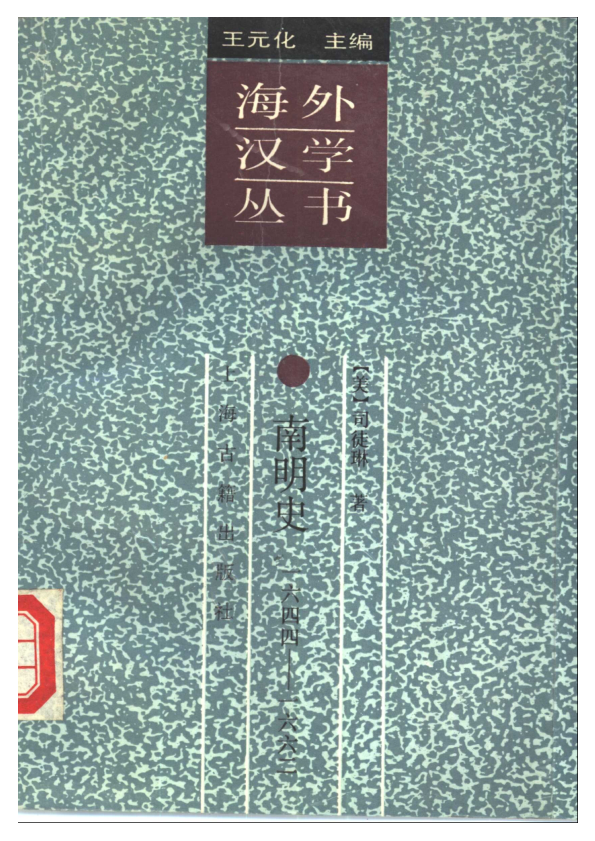 王元化 主编
海外
汉学
丛书
【美】司徒琳 著
南明史
一六四四——一六六二
上海古籍出版社